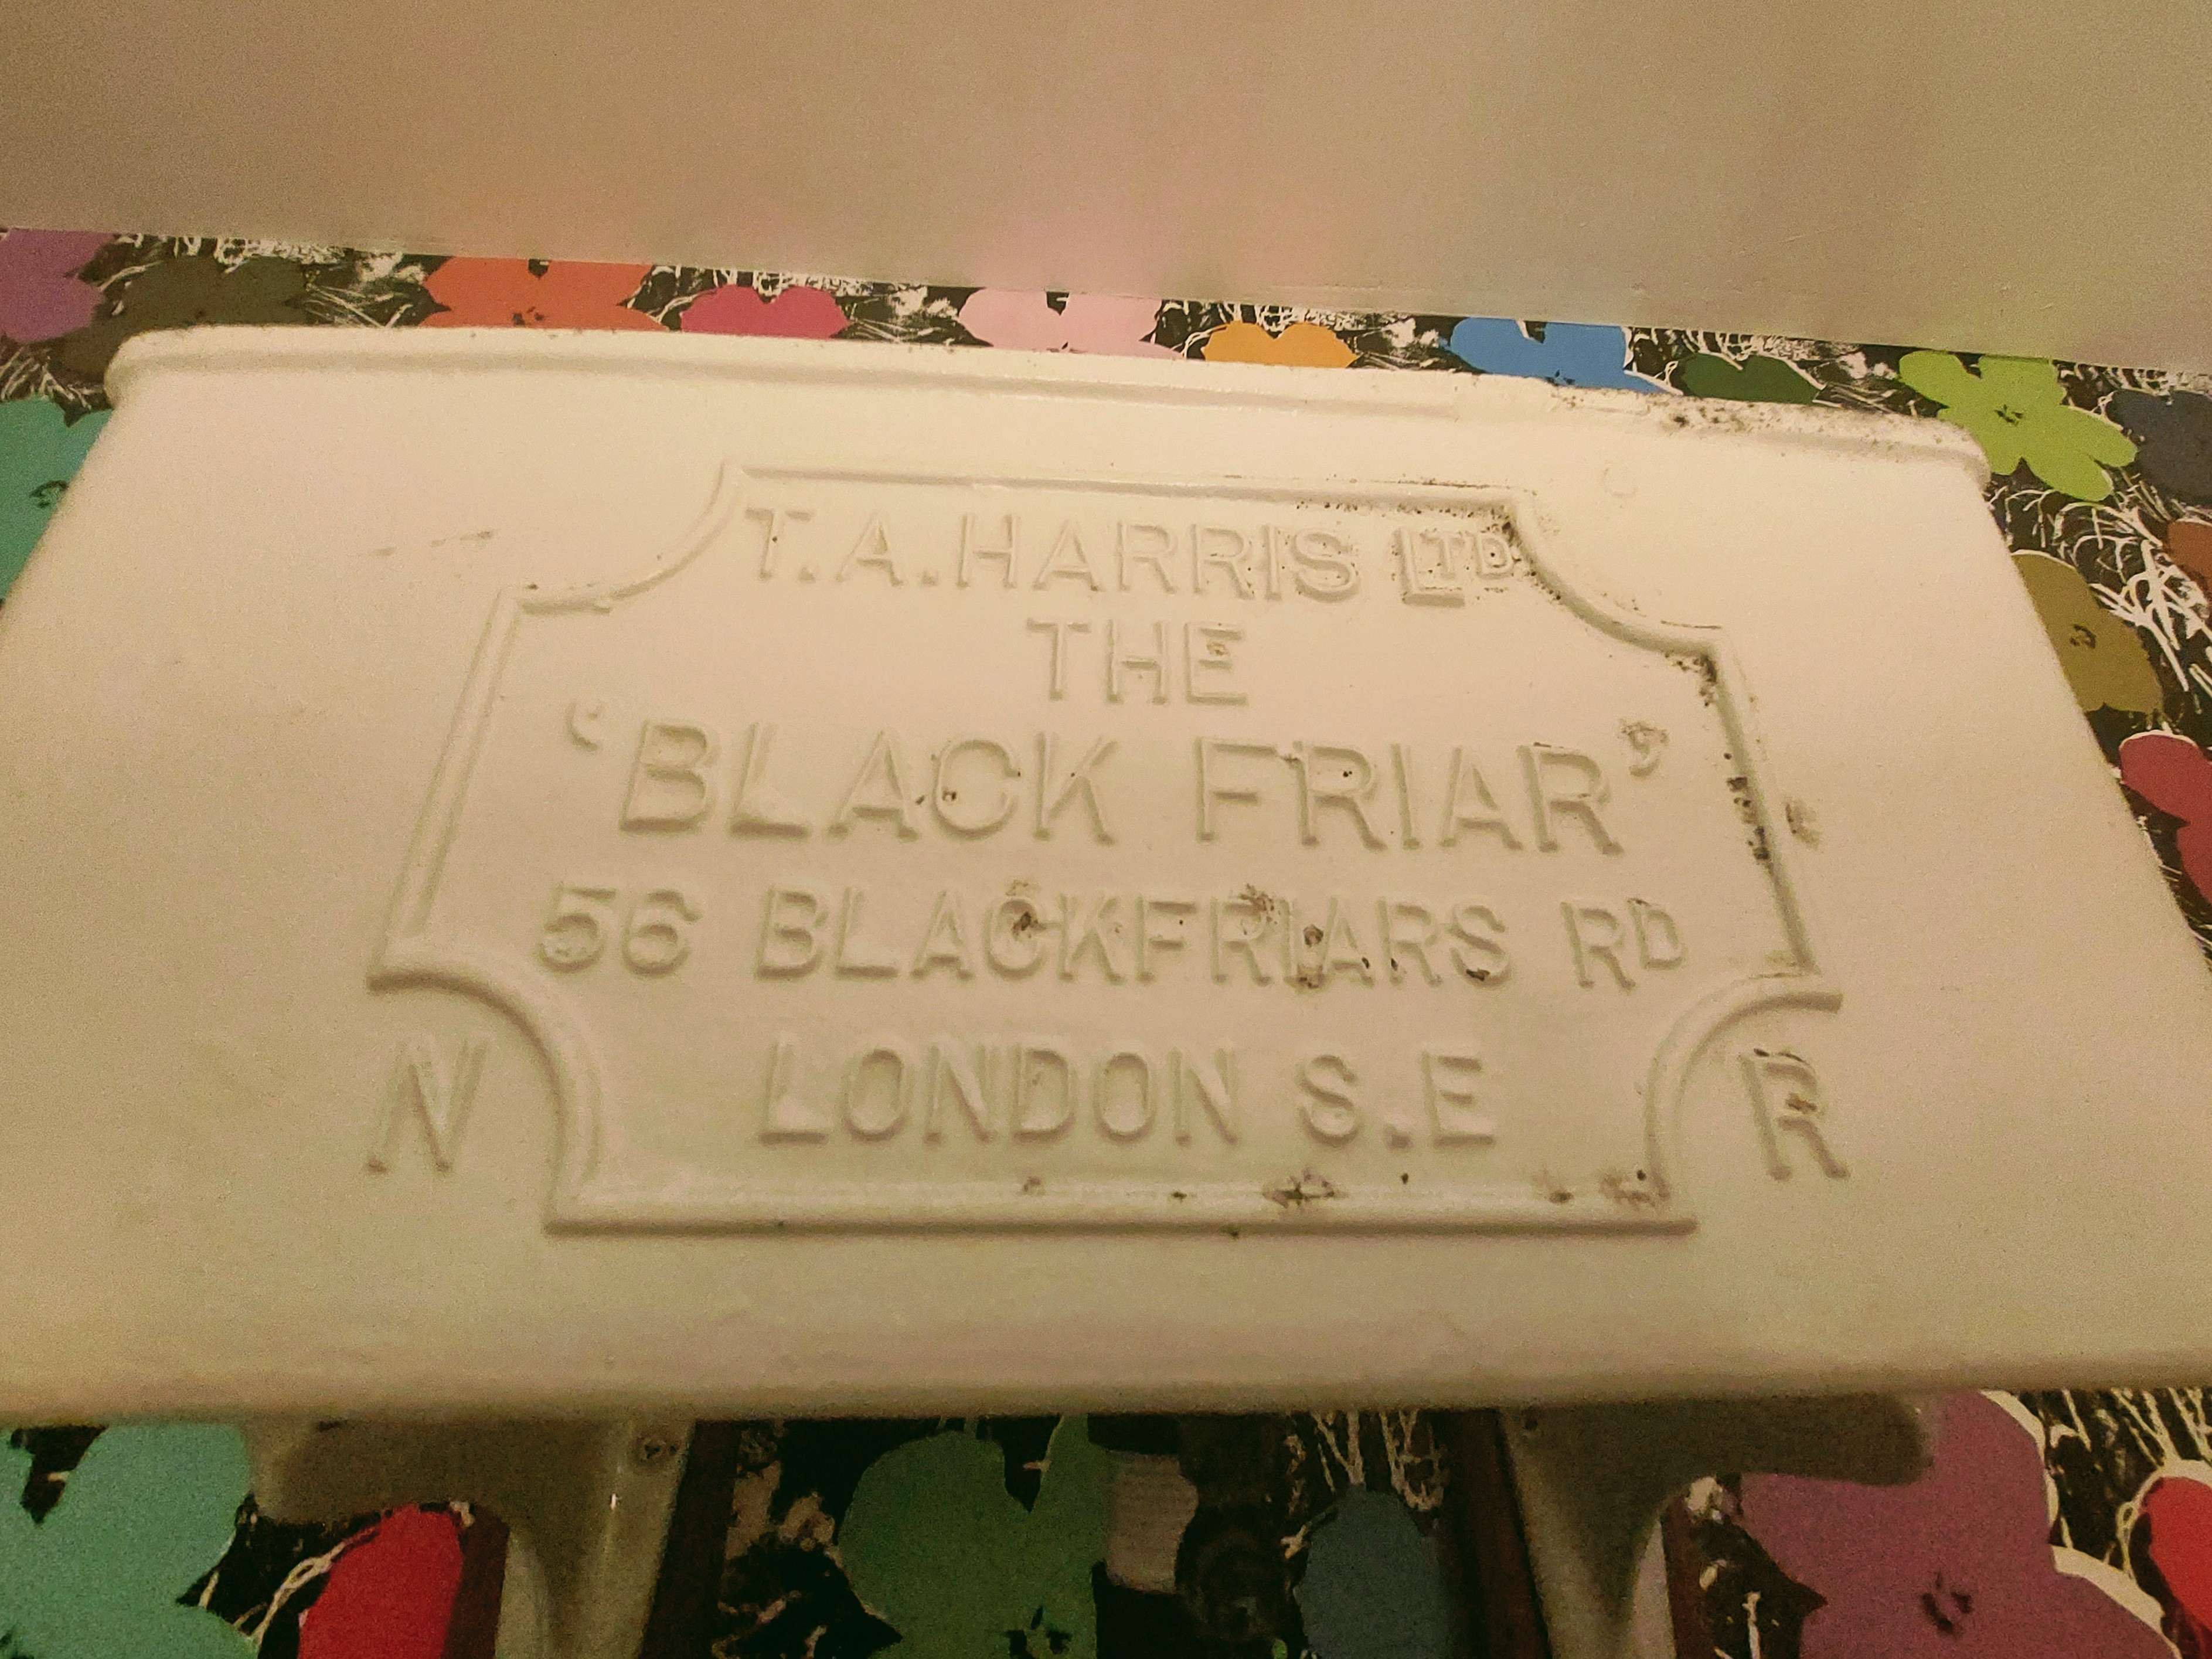 T.A.HARRIS LTD
THE
‘BLACK FRIAR’
56 BLACKFRIARS RD
LONDON S.E
N R